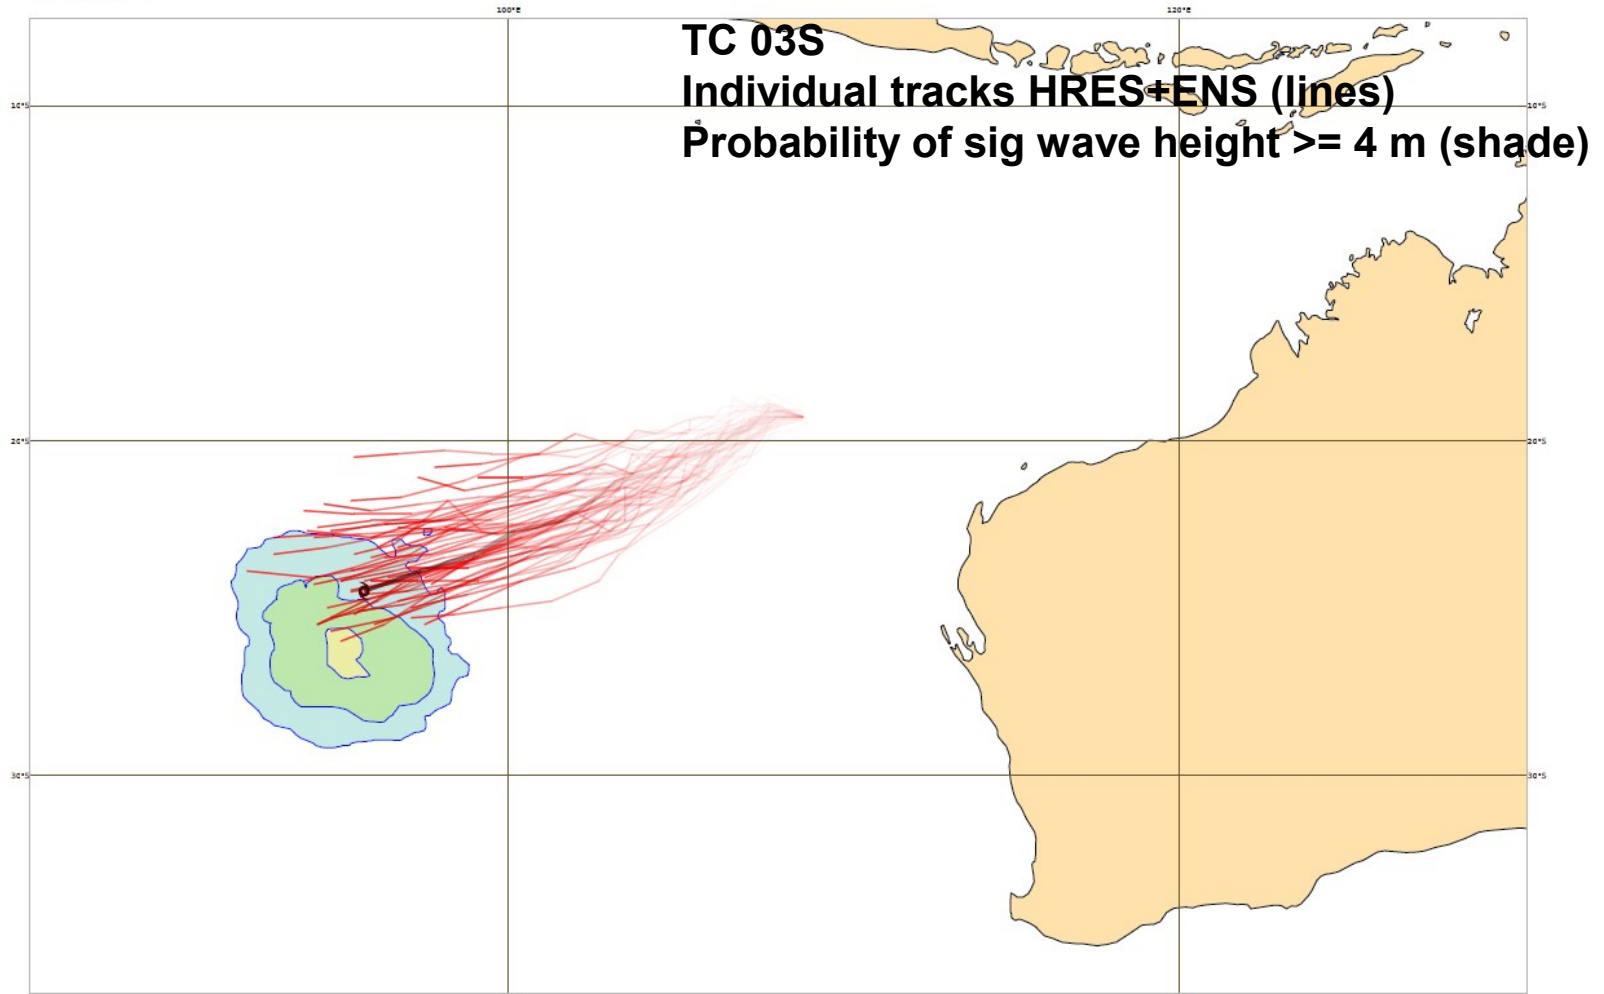 100°E
120°E
TC 03S
Individual tracks HRES+ENS (lines)
10°S
10°S
Probability of sig wave height >= 4 m (shade)
20°S
20°S
30°S
30°S